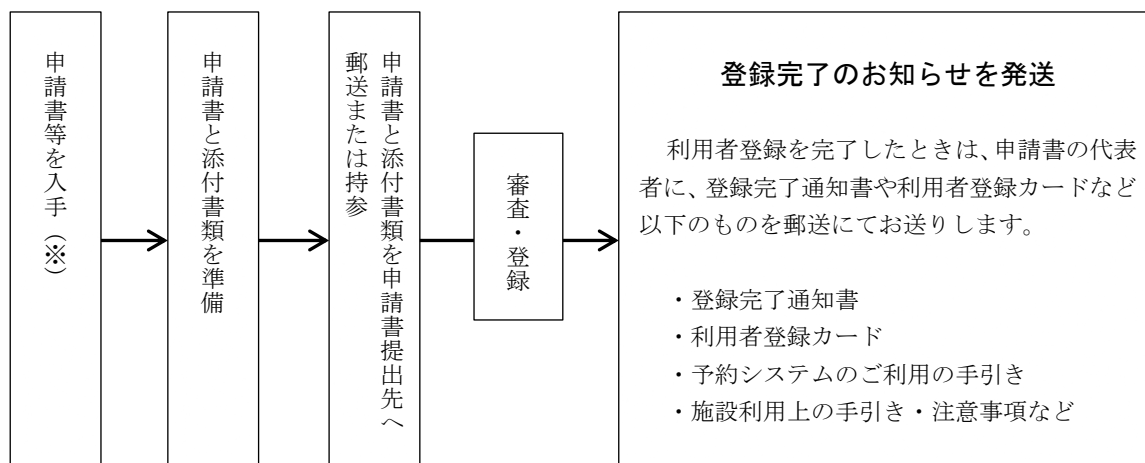 申請書等を入手（※）
申請書と添付書類を準備
申請書と添付書類を申請書提出先へ
郵送または持参
審査・登録
登録完了のお知らせを発送
利用者登録を完了したときは、申請書の代表
者に、登録完了通知書や利用者登録カードなど
以下のものを郵送にてお送りします。
・登録完了通知書
・利用者登録カード
・予約システムのご利用の手引き
・施設利用上の手引き・注意事項など